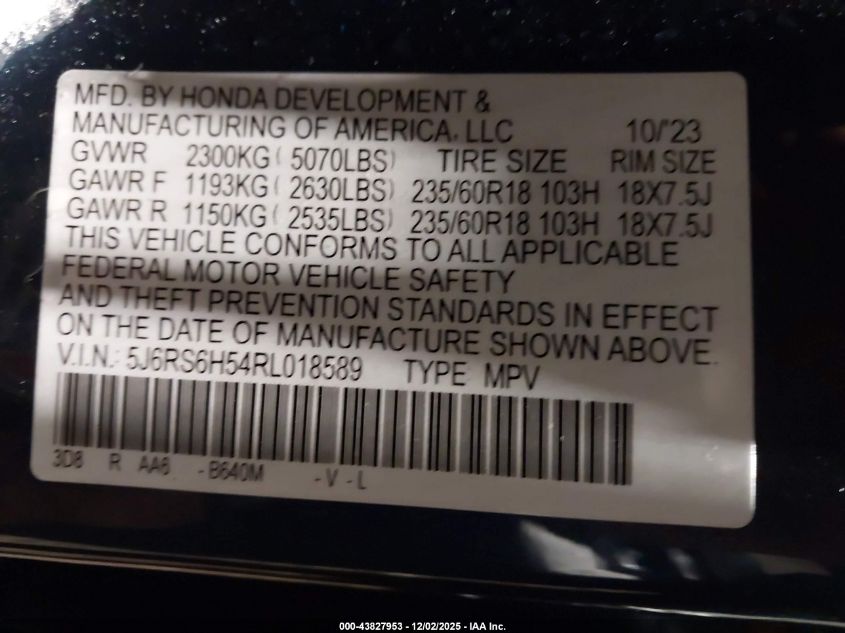 MFD. BY HONDA DEVELOPMENT &
MANUFACTURING OF AMERICA, LLC 10/'23
GVWR 2300KG ( 5070LBS) TIRE SIZE RIM SIZE
GAWR F 1193KG ( 2630LBS) 235/60R18 103H 18X7.5J
GAWR R 1150KG ( 2535LBS) 235/60R18 103H 18X7.5J
THIS VEHICLE CONFORMS TO ALL APPLICABLE
FEDERAL MOTOR VEHICLE SAFETY
AND THEFT PREVENTION STANDARDS IN EFFECT
ON THE DATE OF MANUFACTURE SHOWN ABOVE.
V.I.N.: 5J6RS6H54RL018589 TYPE MPV
3D8 R AA6 -B640M -V -L
000-43827953 - 12/02/2025 - IAA Inc.